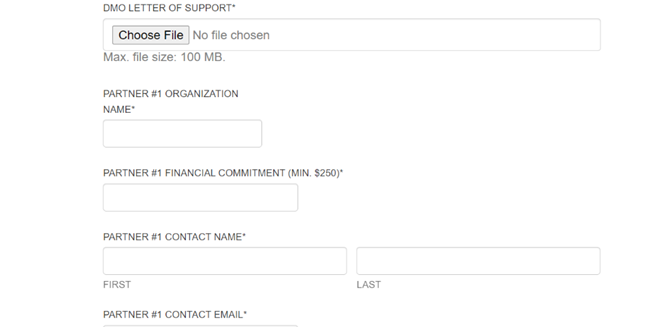 DMO LETTER OF SUPPORT*
Choose File No file chosen
Max. file size: 100 MB.
PARTNER #1 ORGANIZATION
NAME*
PARTNER #1 FINANCIAL COMMITMENT (MIN. $250)*
PARTNER #1 CONTACT NAME*
FIRST LAST
PARTNER #1 CONTACT EMAIL*